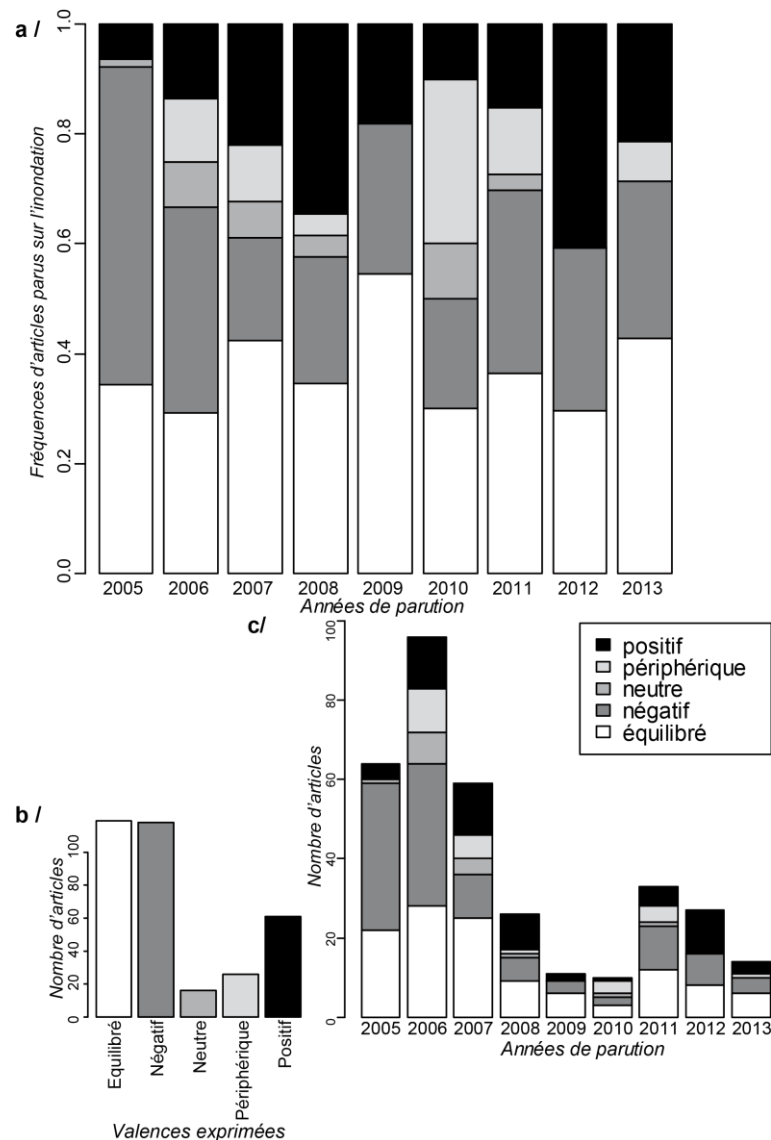 a /
Fréquences d'articles parus sur l'inondation
1.0
0.8
0.6
0.4
0.2
0.0
2005 2006 2007 2008 2009 2010 2011 2012 2013
Années de parution
b /
Nombre d'articles
100
80
60
40
20
0
Equilibré
Négatif
Neutre
Périphérique
Positif
Valences exprimées
c/
Nombre d'articles
100
80
60
40
20
0
2005 2006 2007 2008 2009 2010 2011 2012 2013
Années de parution
positif
périphérique
neutre
négatif
équilibré